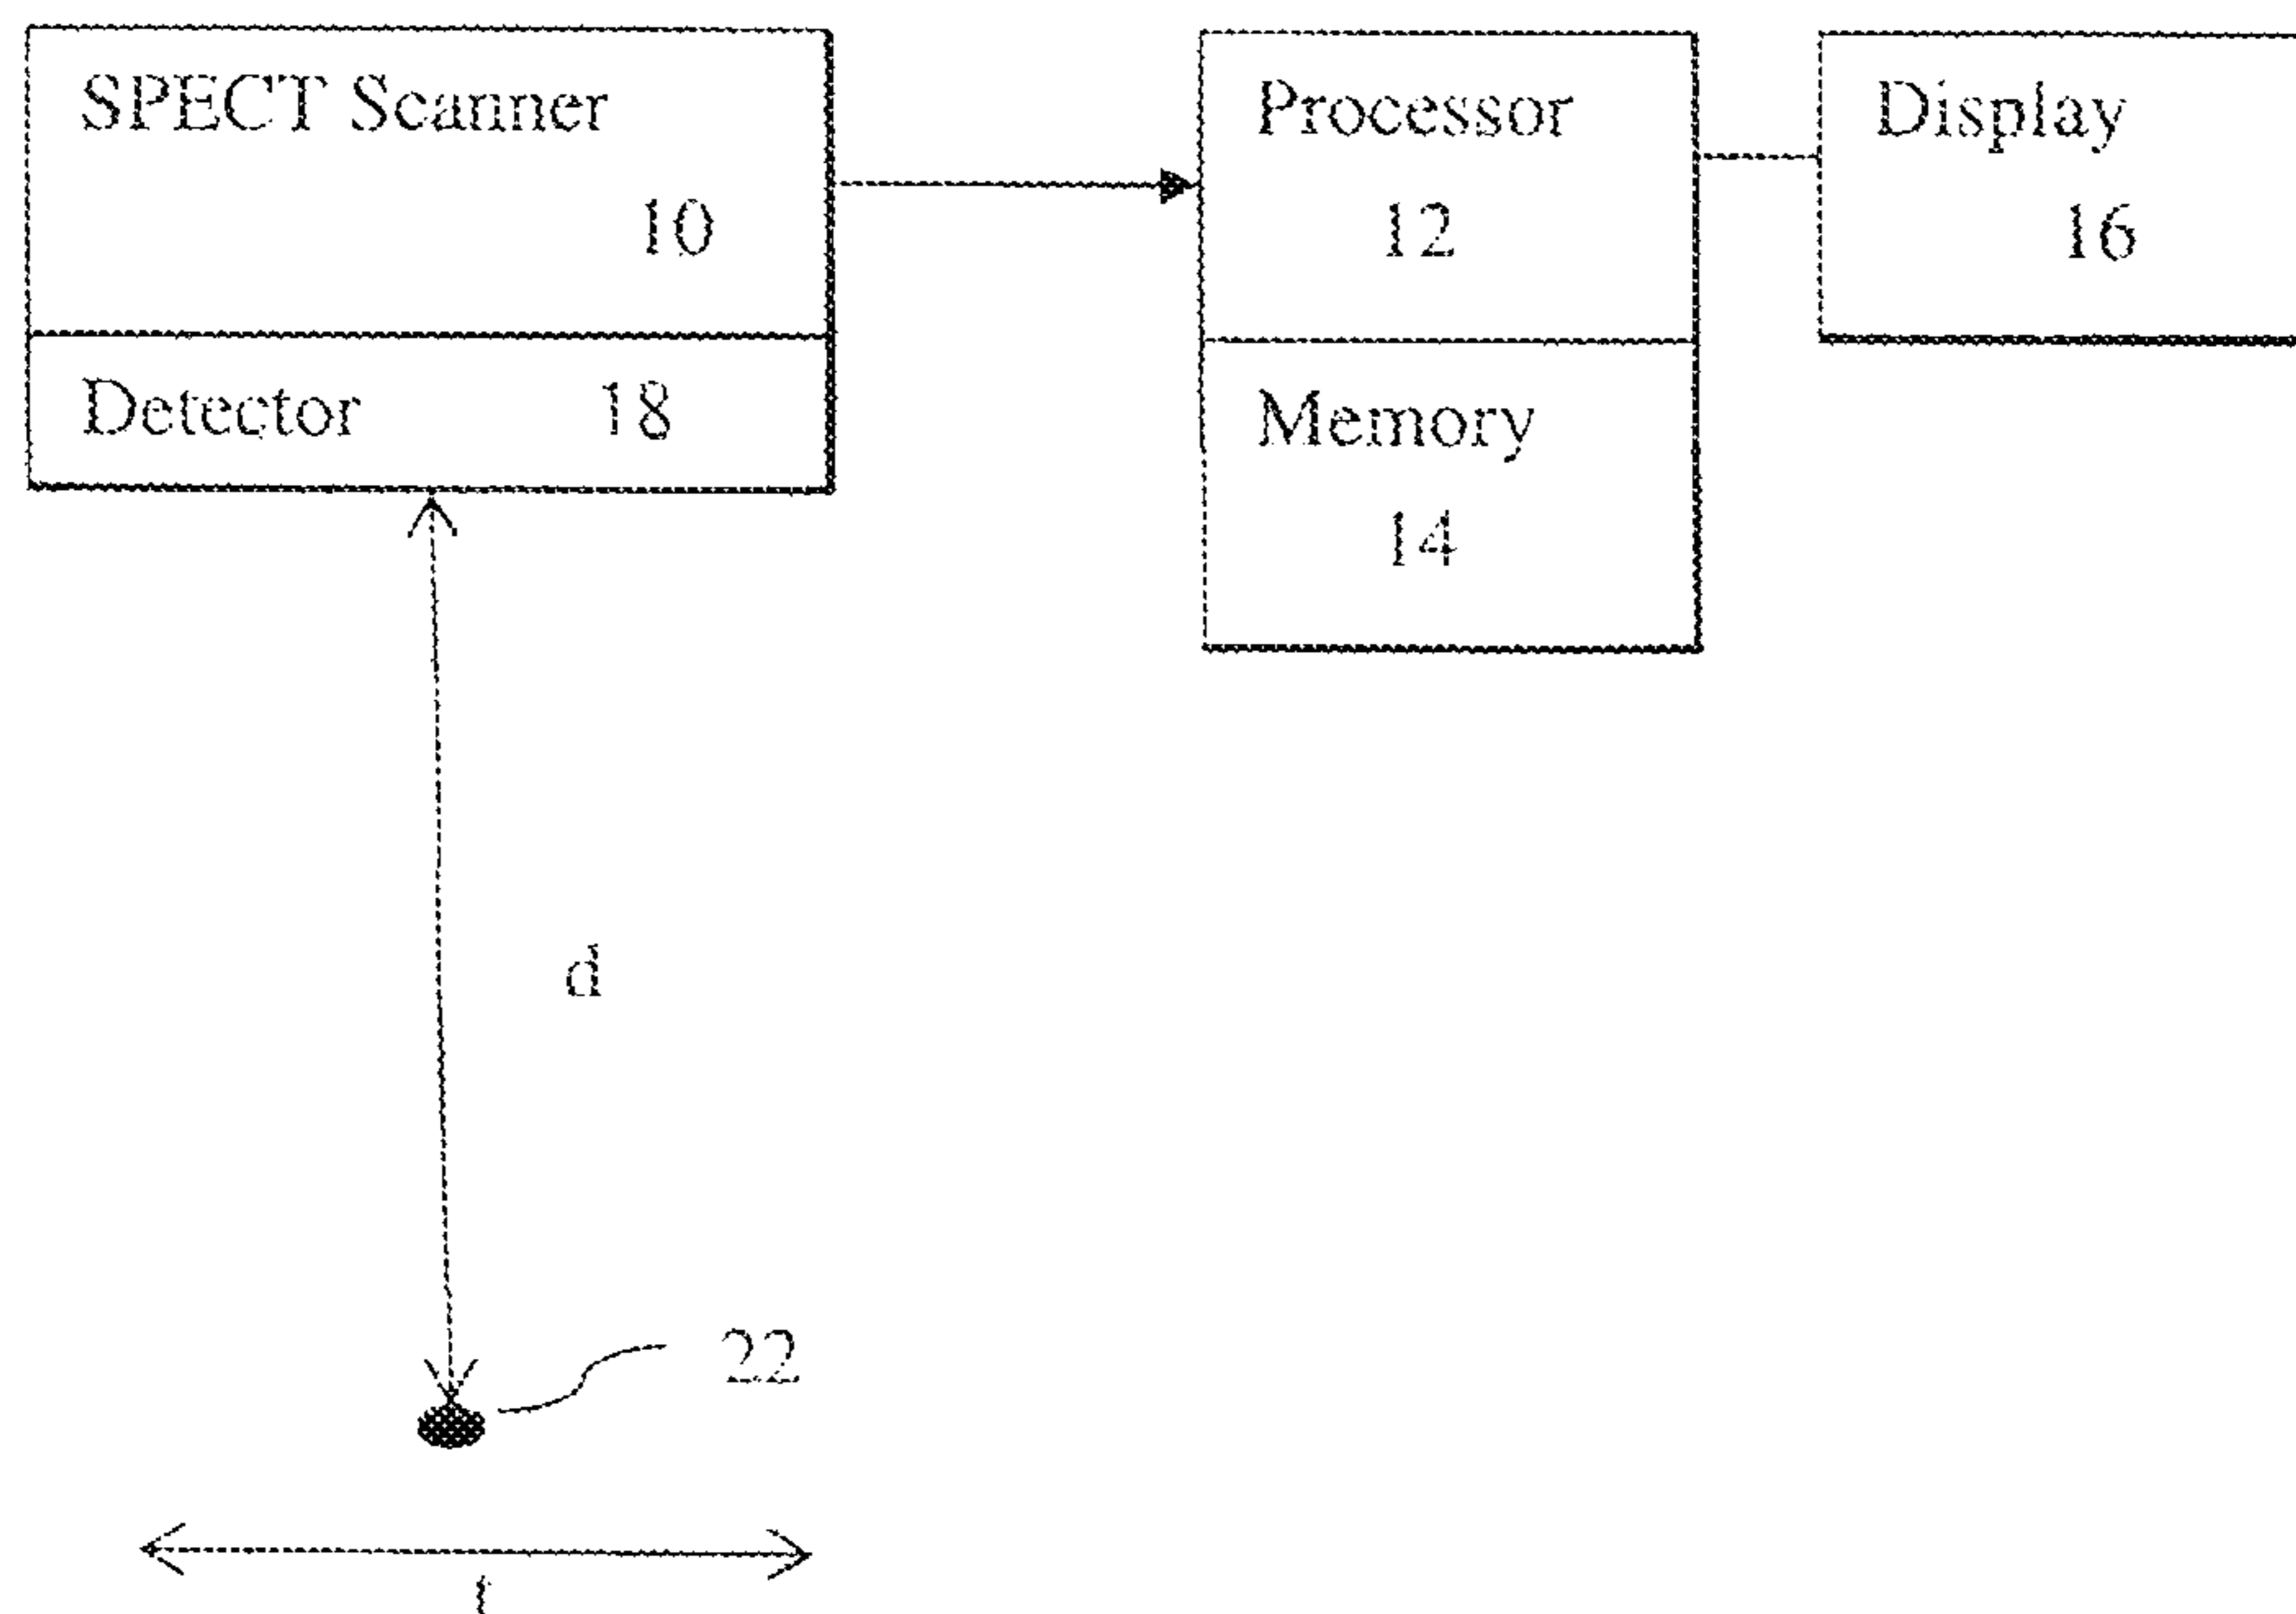 SPECT Scanner
10
Detector 18
Processor
12
Memory
14
Display
16
d
22